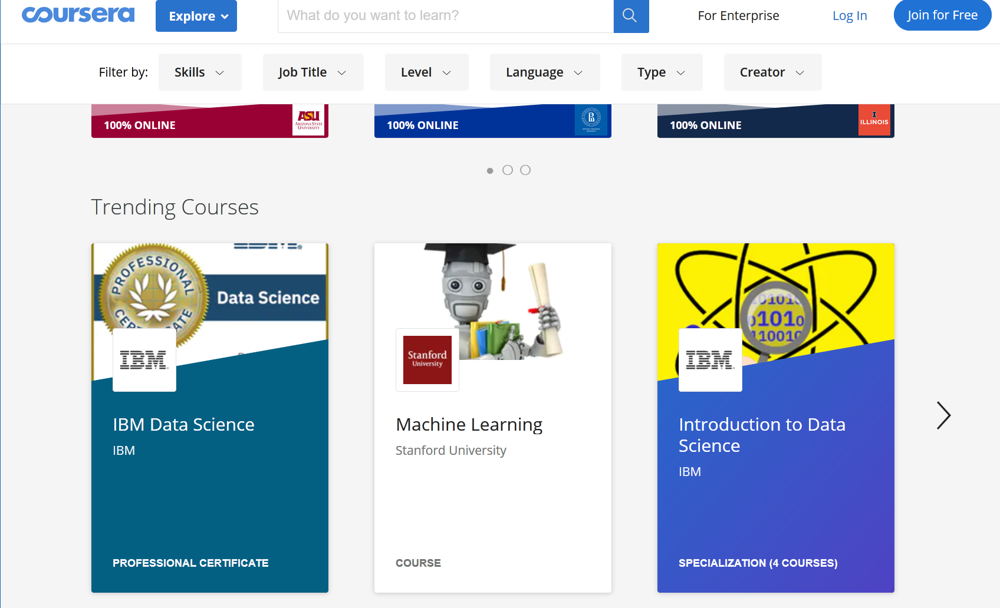 coursera
Explore
What do you want to learn?
For Enterprise
Log In
Join for Free
Filter by:
Skills
Job Title
Level
Language
Type
Creator
100% ONLINE
ASU
ARIZONA STATE
UNIVERSITY
100% ONLINE
100% ONLINE
I
ILLINOIS
Trending Courses
IBM
PROFESSIONAL
Data Science
IBM
IBM Data Science
IBM
PROFESSIONAL CERTIFICATE
Stanford
University
Machine Learning
Stanford University
COURSE
0101
0101
110010
IBM
Introduction to Data
Science
IBM
SPECIALIZATION (4 COURSES)